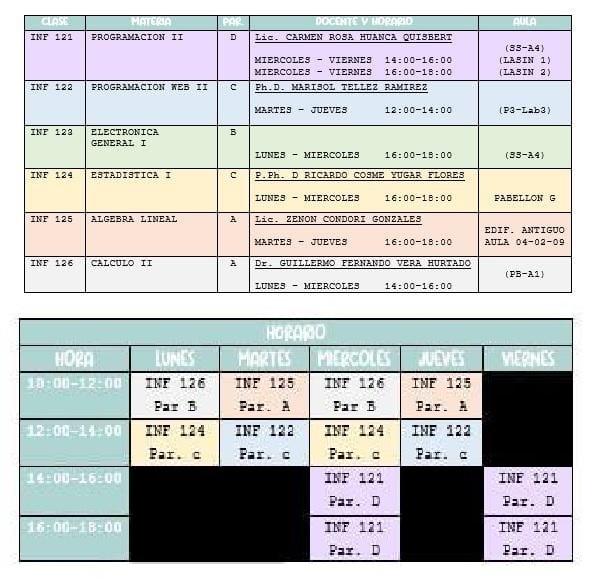 CLASE MATERIA PAR. DOCENTE Y HORARIO AULA
INF 121 PROGRAMACION II D Lic. CARMEN ROSA HUANCA QUISBERT
(SS-A4)
MIERCOLES - VIERNES 14:00-16:00 (LASIN 1)
MIERCOLES - VIERNES 16:00-18:00 (LASIN 2)
INF 122 PROGRAMACION WEB II C Ph.D. MARISOL TELLEZ RAMIREZ
MARTES - JUEVES 12:00-14:00 (P3-Lab3)
INF 123 ELECTRONICA B
GENERAL I
LUNES - MIERCOLES 16:00-18:00 (SS-A4)
INF 124 ESTADISTICA I C P.Ph. D RICARDO COSME YUGAR FLORES
LUNES - MIERCOLES 16:00-18:00 PABELLON G
INF 125 ALGEBRA LINEAL A Lic. ZENON CONDORI GONZALES
EDIF. ANTIGUO
MARTES - JUEVES 16:00-18:00 AULA 04-02-09
INF 126 CALCULO II A Dr. GUILLERMO FERNANDO VERA HURTADO
(PB-A1)
LUNES - MIERCOLES 14:00-16:00
HORARIO
HORA LUNES MARTES MIERCOLES JUEVES VIERNES
10:00-12:00 INF 126 INF 125 INF 126 INF 125
Par B Par. A Par B Par. A
12:00-14:00 INF 124 INF 122 INF 124 INF 122
Par. c Par. c Par. c Par. c
14:00-16:00 INF 121 INF 121
Par. D Par. D
16:00-18:00 INF 121 INF 121
Par. D Par. D